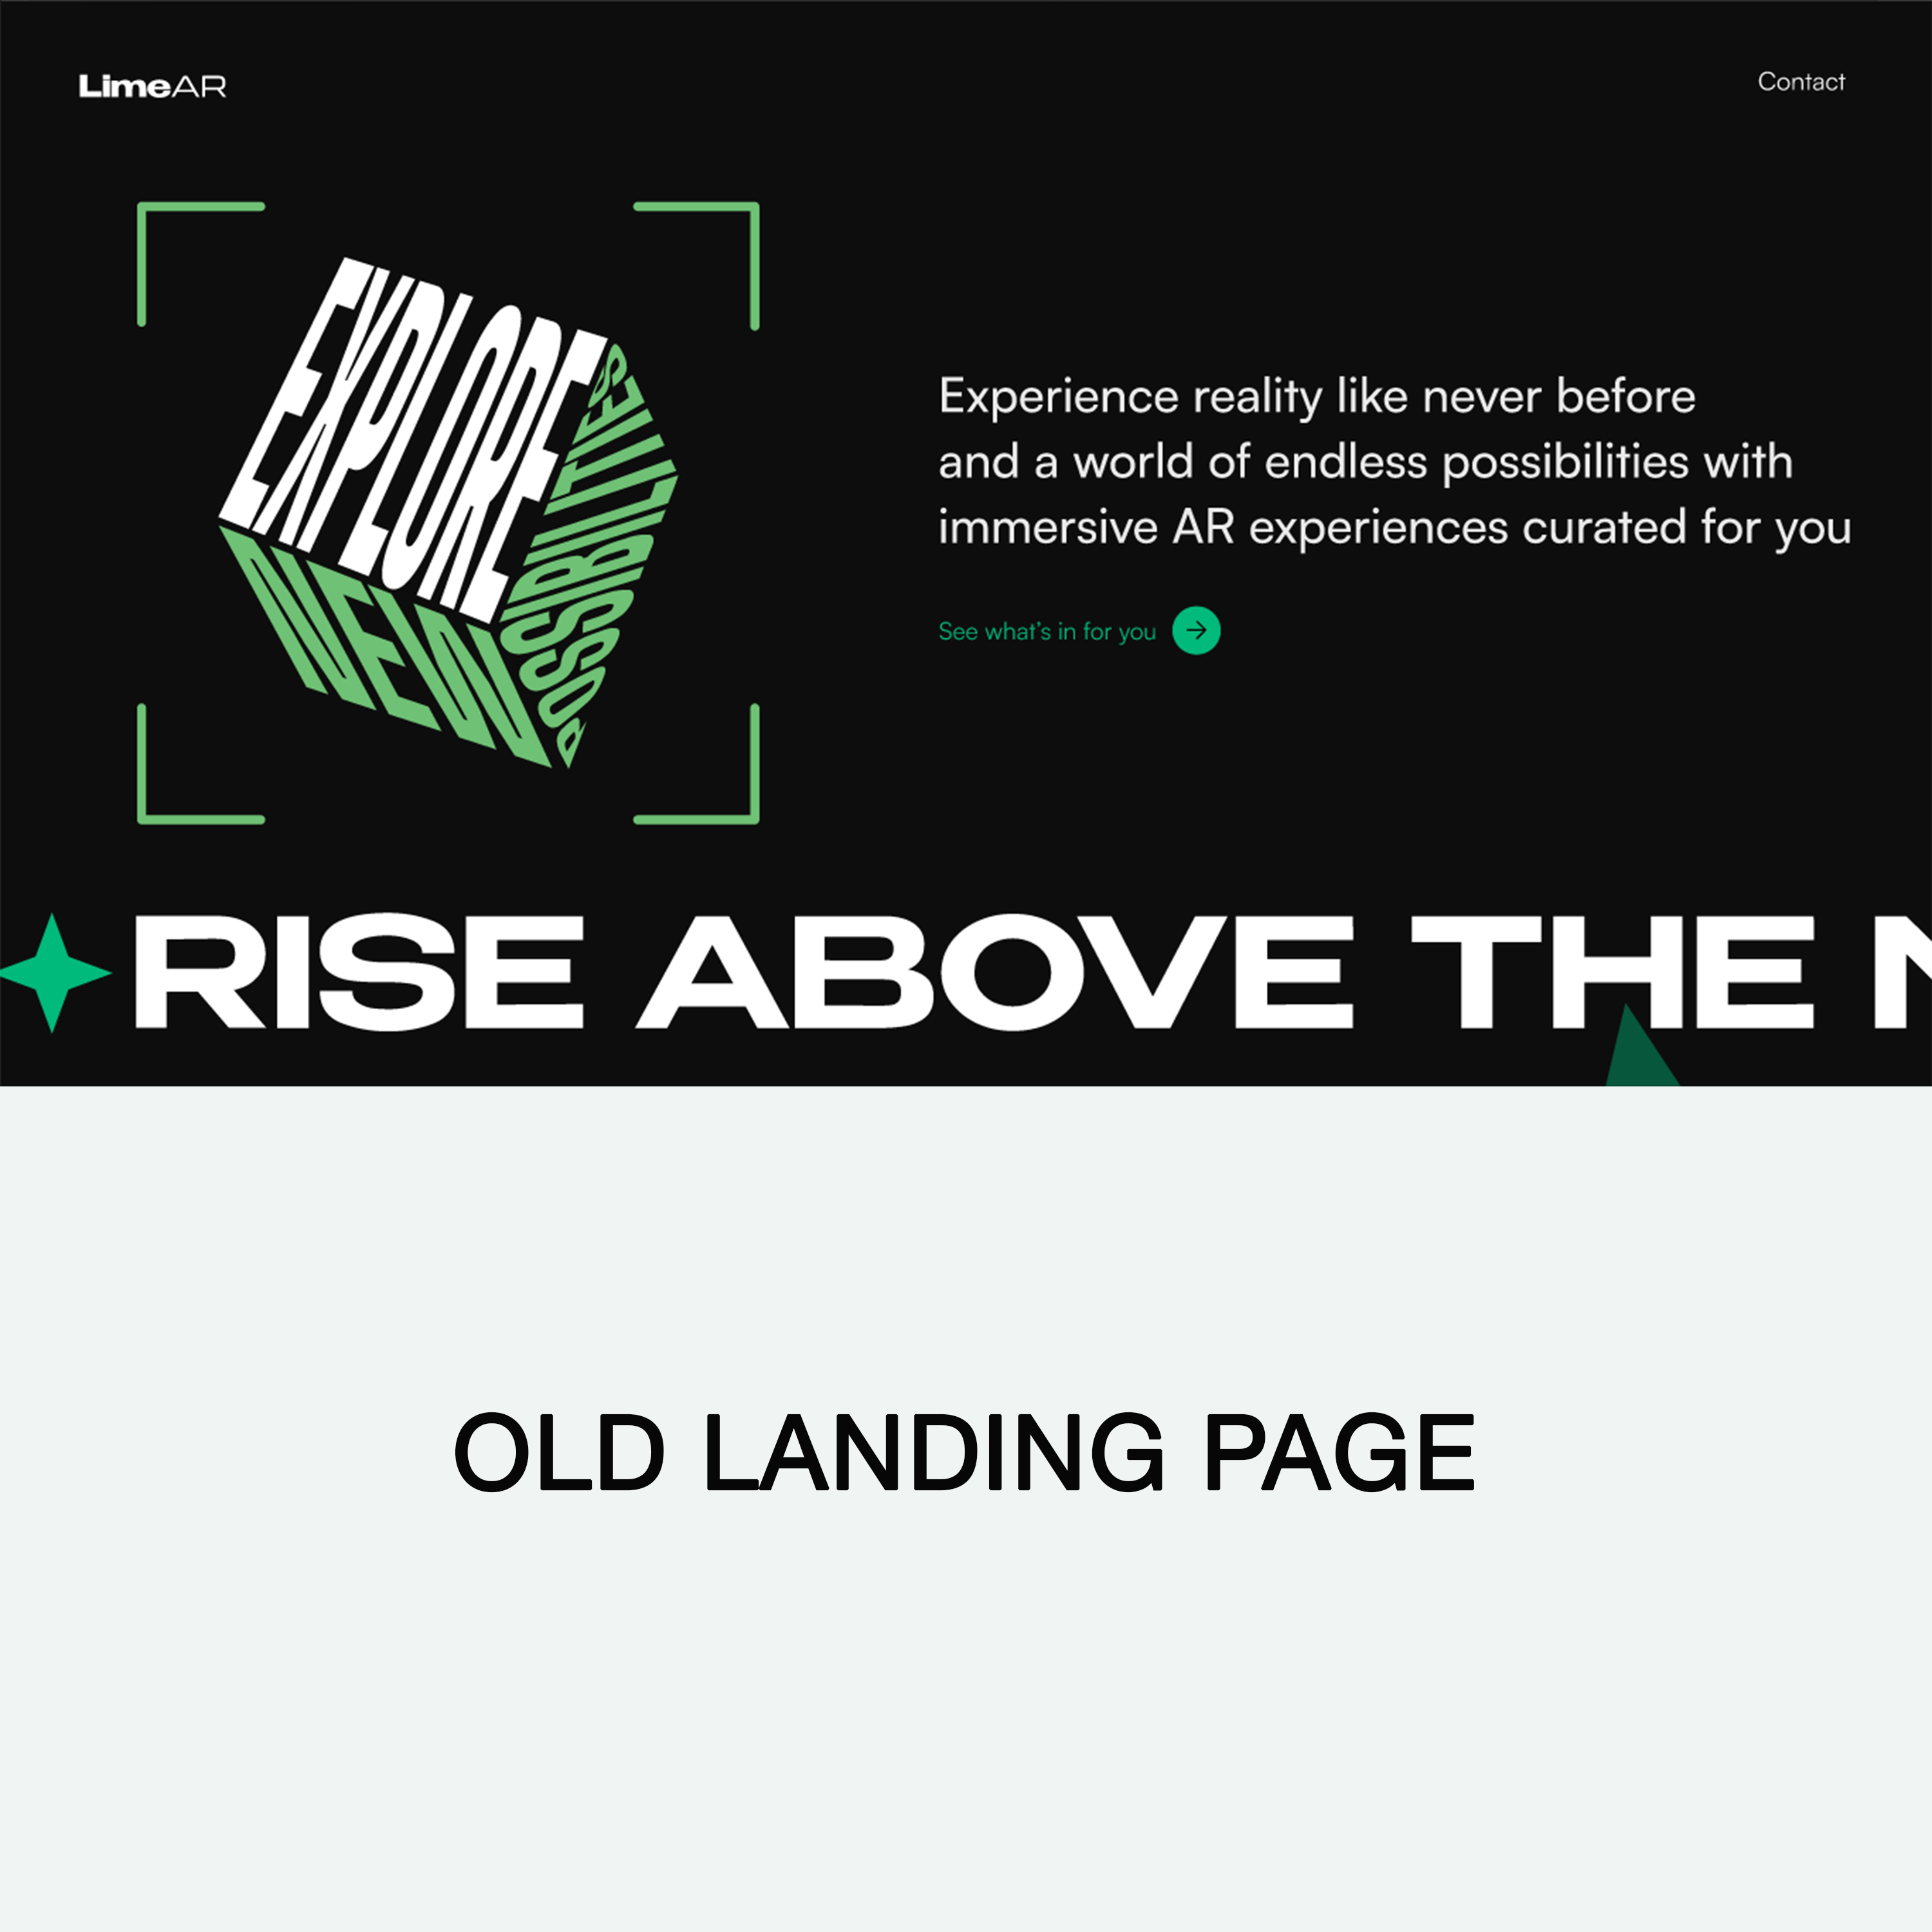 LimeAR
Contact
EXPLORE
NEW
POSSIBILITIES
Experience reality like never before
and a world of endless possibilities with
immersive AR experiences curated for you
See what's in for you
RISE ABOVE THE N
OLD LANDING PAGE